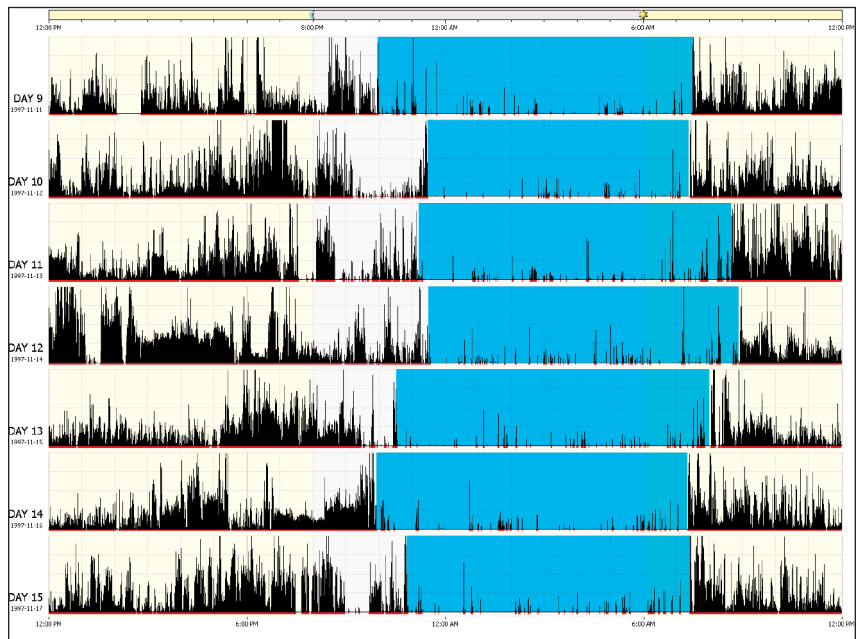 12:00 PM 8:00 PM 12:00 AM 6:00 AM 12:00 PM
DAY 9
1997-11-11
DAY 10
1997-11-12
DAY 11
1997-11-13
DAY 12
1997-11-14
DAY 13
1997-11-15
DAY 14
1997-11-16
DAY 15
1997-11-17
12:00 PM 6:00 PM 12:00 AM 6:00 AM 12:00 PM